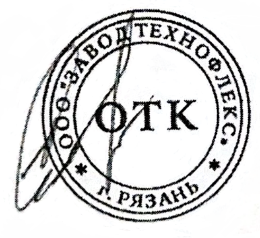 ООО "ЗАВОД ТЕХНОФЛЕКС"
ОТК
* Г. РЯЗАНЬ *